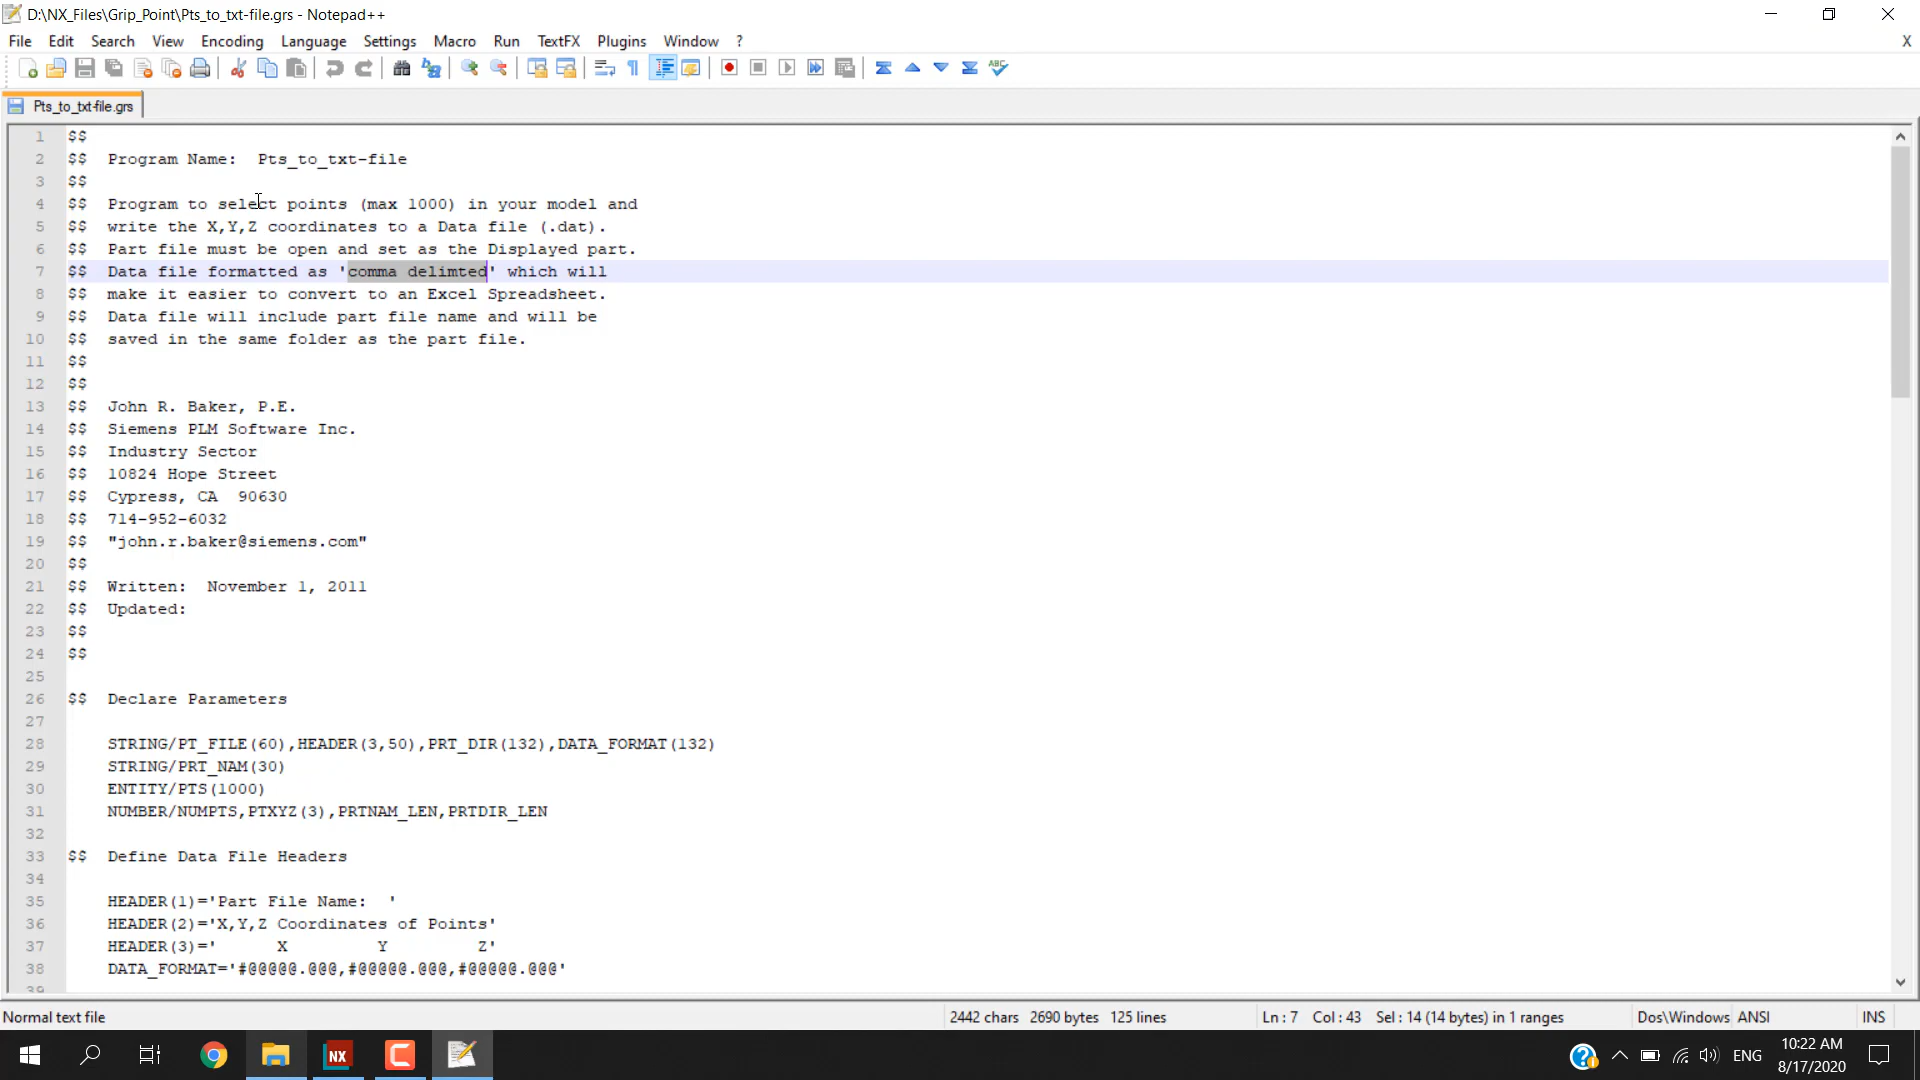 D:\NX_Files\Grip_Point\Pts_to_txt-file.grs - Notepad++
File Edit Search View Encoding Language Settings Macro Run TextFX Plugins Window ?
X
Pts_to_txt-file.grs
1 $$
2 $$ Program Name: Pts_to_txt-file
3 $$
4 $$ Program to select points (max 1000) in your model and
5 $$ write the X,Y,Z coordinates to a Data file (.dat).
6 $$ Part file must be open and set as the Displayed part.
7 $$ Data file formatted as 'comma delimted' which will
8 $$ make it easier to convert to an Excel Spreadsheet.
9 $$ Data file will include part file name and will be
10 $$ saved in the same folder as the part file.
11 $$
12 $$
13 $$ John R. Baker, P.E.
14 $$ Siemens PLM Software Inc.
15 $$ Industry Sector
16 $$ 10824 Hope Street
17 $$ Cypress, CA 90630
18 $$ 714-952-6032
19 $$ "john.r.baker@siemens.com"
20 $$
21 $$ Written: November 1, 2011
22 $$ Updated:
23 $$
24 $$
25
26 $$ Declare Parameters
27
28 STRING/PT_FILE(60),HEADER(3,50),PRT_DIR(132),DATA_FORMAT(132)
29 STRING/PRT_NAM(30)
30 ENTITY/PTS(1000)
31 NUMBER/NUMPTS,PTXYZ(3),PRTNAM_LEN,PRTDIR_LEN
32
33 $$ Define Data File Headers
34
35 HEADER(1)='Part File Name: '
36 HEADER(2)='X,Y,Z Coordinates of Points'
37 HEADER(3)=' X Y Z'
38 DATA_FORMAT='#@@@@@.@@@,#@@@@@.@@@,#@@@@@.@@@'
39
Normal text file 2442 chars 2690 bytes 125 lines Ln : 7 Col : 43 Sel : 14 (14 bytes) in 1 ranges Dos\Windows ANSI INS
NX
ENG
10:22 AM
8/17/2020